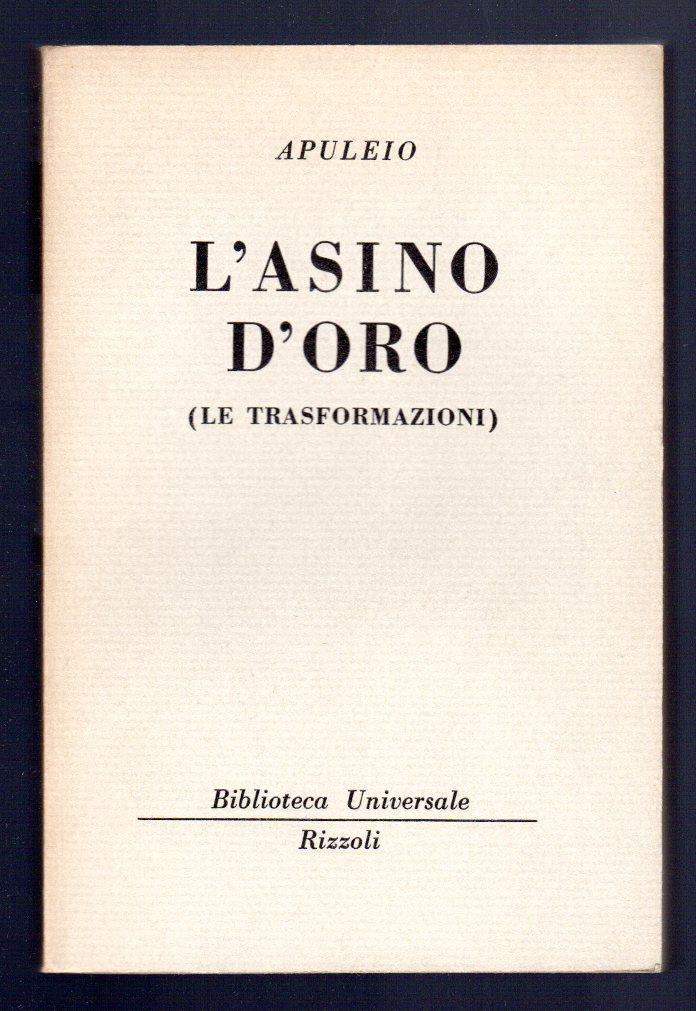 APULEIO
L'ASINO
D'ORO
(LE TRASFORMAZIONI)
Biblioteca Universale
Rizzoli